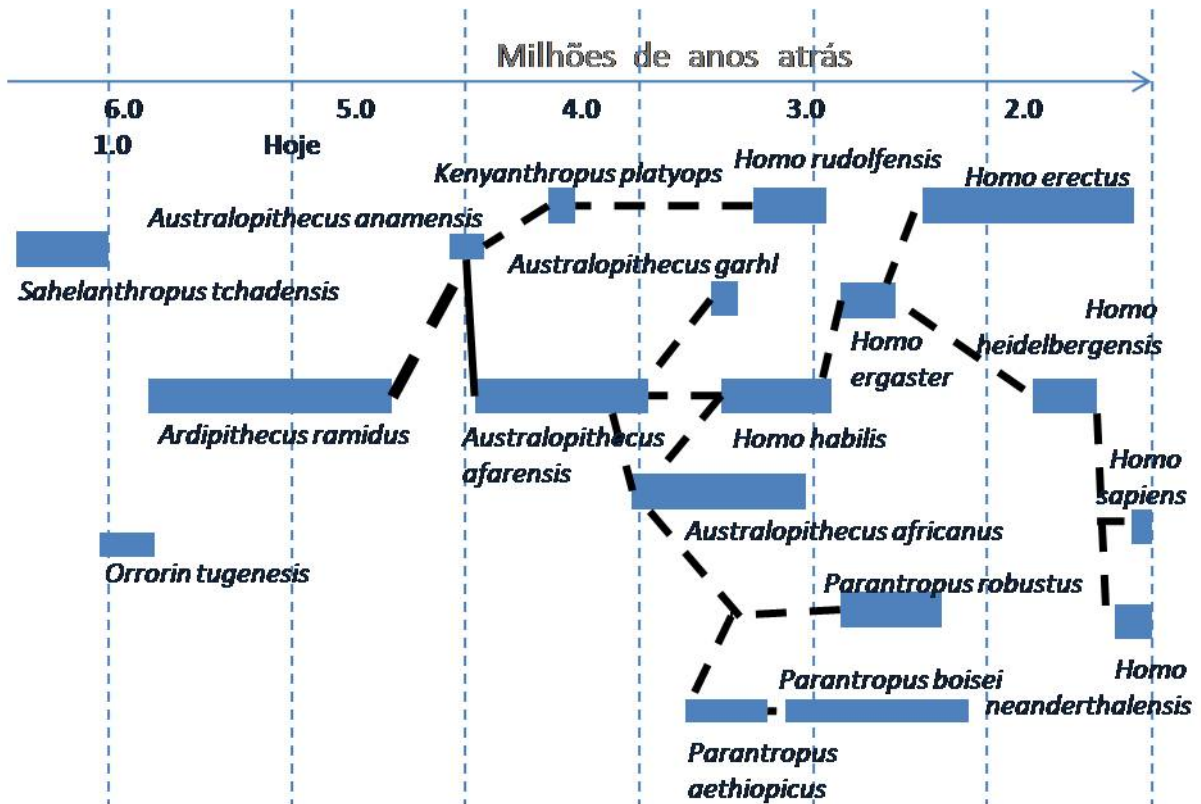 Milhões de anos atrás
6.0 5.0 4.0 3.0 2.0
1.0 Hoje
Kenyanthropus platyops
Homo rudolfensis
Homo erectus
Australopithecus anamensis
Australopithecus garhl
Sahelanthropus tchadensis
Homo
heidelbergensis
Homo
ergaster
Ardipithecus ramidus
Australopithecus
afarensis
Homo habilis
Homo
sapiens
Australopithecus africanus
Orrorin tugenesis
Parantropus robustus
Parantropus boisei
Homo
neanderthalensis
Parantropus
aethiopicus